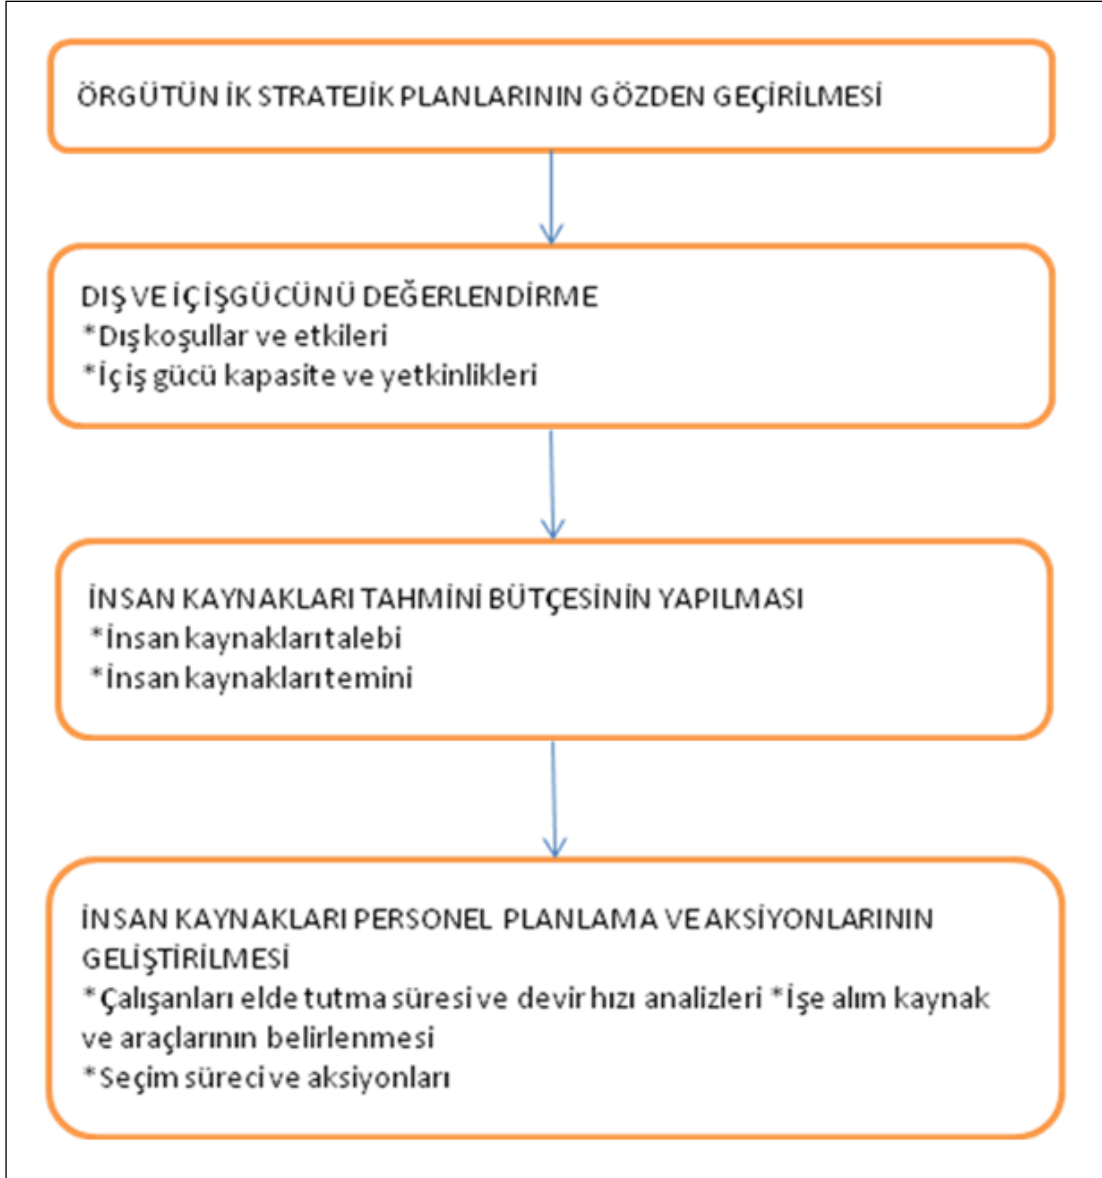 ÖRGÜTÜN İK STRATEJİK PLANLARININ GÖZDEN GEÇİRİLMESİ
DIŞ VE İÇ İŞGÜCÜNÜ DEĞERLENDİRME
*Dış koşullar ve etkileri
*İç iş gücü kapasite ve yetkinlikleri
İNSAN KAYNAKLARI TAHMİNİ BÜTÇESİNİN YAPILMASI
*İnsan kaynakları talebi
*İnsan kaynakları temini
İNSAN KAYNAKLARI PERSONEL PLANLAMA VE AKSİYONLARININ
GELİŞTİRİLMESİ
*Çalışanları elde tutma süresi ve devir hızı analizleri *İşe alım kaynak
ve araçlarının belirlenmesi
*Seçim süreci ve aksiyonları